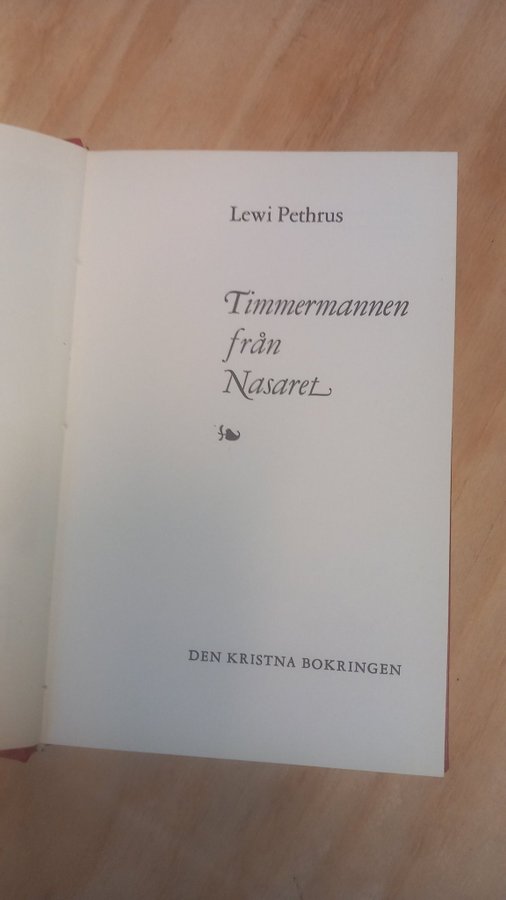 Lewi Pethrus
Timmermannen
från
Nasaret
DEN KRISTNA BOKRINGEN